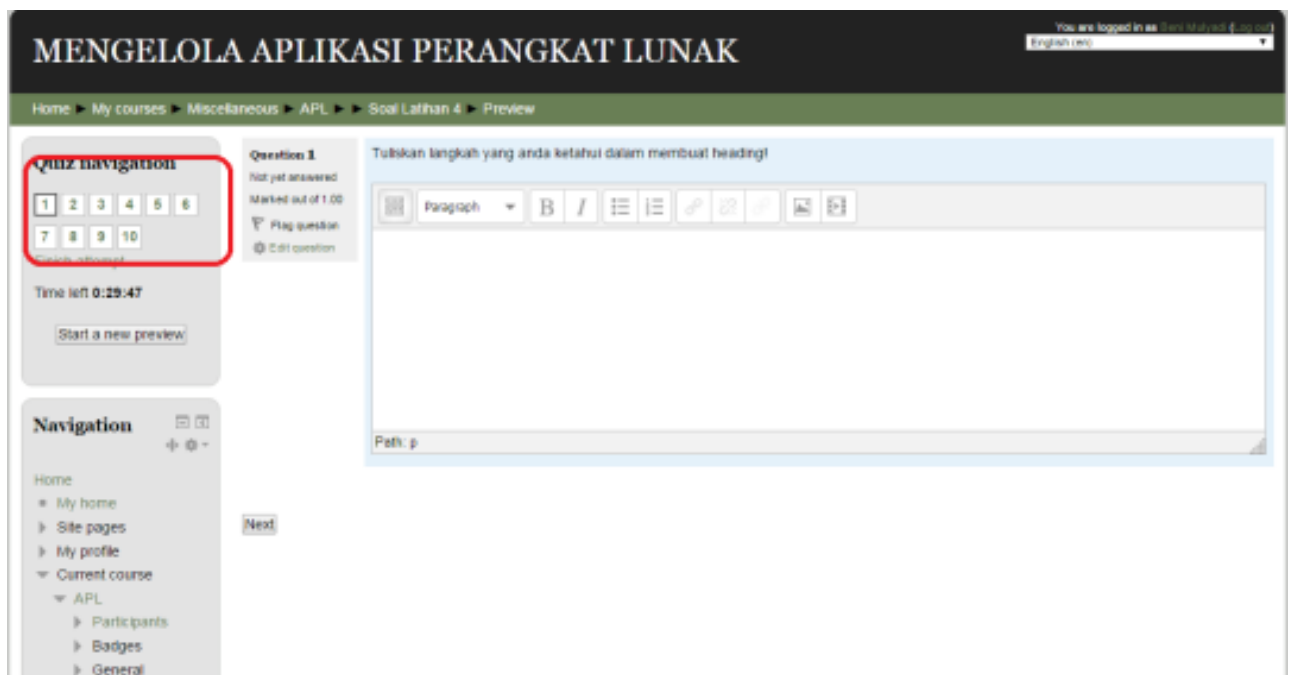 MENGELOLA APLIKASI PERANGKAT LUNAK
You are logged in as Beni Mulyadi (Log out)
English (en)
Home ► My courses ► Miscellaneous ► APL ► ► Soal Latihan 4 ► Preview
Quiz navigation
1 2 3 4 5 6
7 8 9 10
Finish attempt
Time left 0:29:47
Start a new preview
Question 1
Not yet answered
Marked out of 1.00
Flag question
Edit question
Tuliskan langkah yang anda ketahui dalam membuat heading!
Paragraph
B I
Path: p
Next
Navigation
Home
My home
Site pages
My profile
Current course
APL
Participants
Badges
General